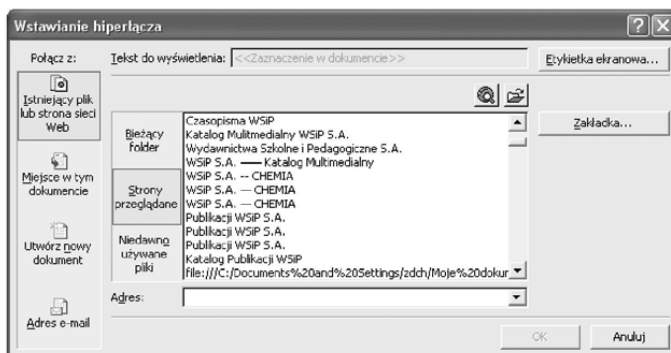 Wstawianie hiperłącza
Połącz z:
Tekst do wyświetlenia: <<Zaznaczenie w dokumencie>>
Etykietka ekranowa...
Istniejący plik
lub strona sieci
Web
Miejsce w tym
dokumencie
Utwórz nowy
dokument
Adres e-mail
Bieżący
folder
Strony
przeglądane
Niedawno
używane
pliki
Czasopisma WSiP
Katalog Mulitmedialny WSiP S.A.
Wydawnictwa Szkolne i Pedagogiczne S.A.
WSiP S.A. —— Katalog Multimedialny
WSiP S.A. -- CHEMIA
WSiP S.A. — CHEMIA
WSiP S.A. — CHEMIA
Publikacji WSiP S.A.
Publikacji WSiP S.A.
Publikacji WSiP S.A.
Katalog Publikacji WSiP
file:///C:/Documents%20and%20Settings/zdch/Moje%20dokur
Zakładka...
Adres:
OK
Anuluj